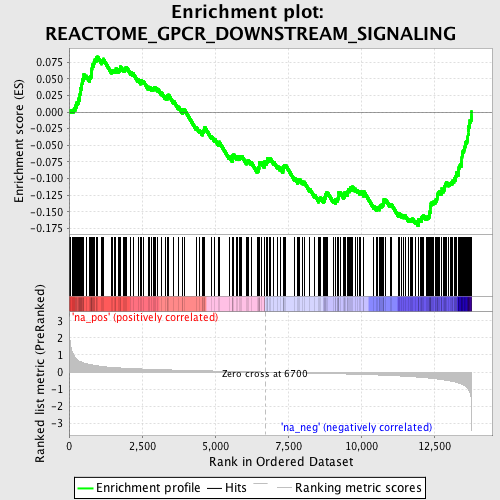 Enrichment plot:
REACTOME_GPCR_DOWNSTREAM_SIGNALING
Enrichment score (ES)
0.075
0.050
0.025
0.000
-0.025
-0.050
-0.075
-0.100
-0.125
-0.150
-0.175
'na_pos' (positively correlated)
Ranked list metric (PreRanked)
3
2
1
0
-1
-2
-3
Zero cross at 6700
'na_neg' (negatively correlated)
0
2,500
5,000
7,500
10,000
12,500
Rank in Ordered Dataset
Enrichment profile
Hits
Ranking metric scores